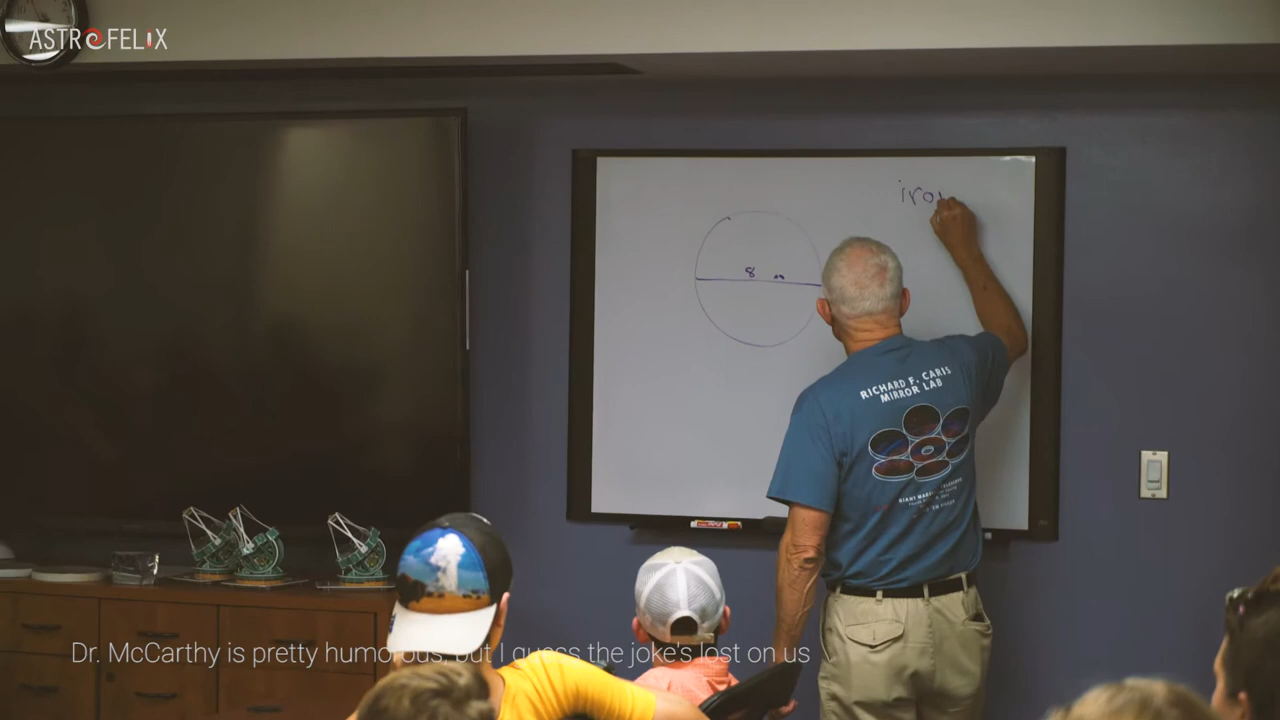 ASTROFELIX
8 m
iron
RICHARD F. CARIS
MIRROR LAB
Dr. McCarthy is pretty humorous, but I guess the joke's lost on us